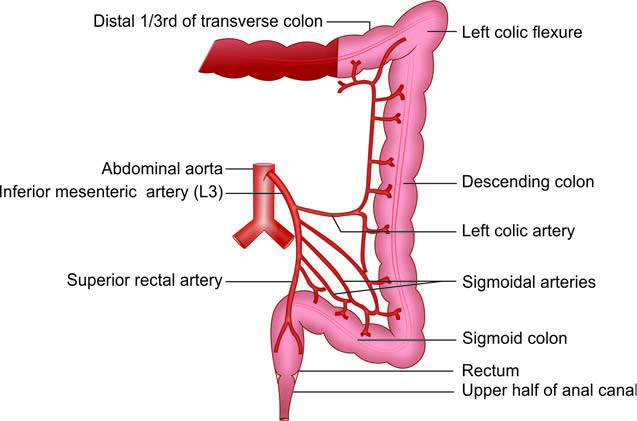 Distal 1/3rd of transverse colon
Left colic flexure
Abdominal aorta
Inferior mesenteric artery (L3)
Descending colon
Left colic artery
Superior rectal artery
Sigmoidal arteries
Sigmoid colon
Rectum
Upper half of anal canal